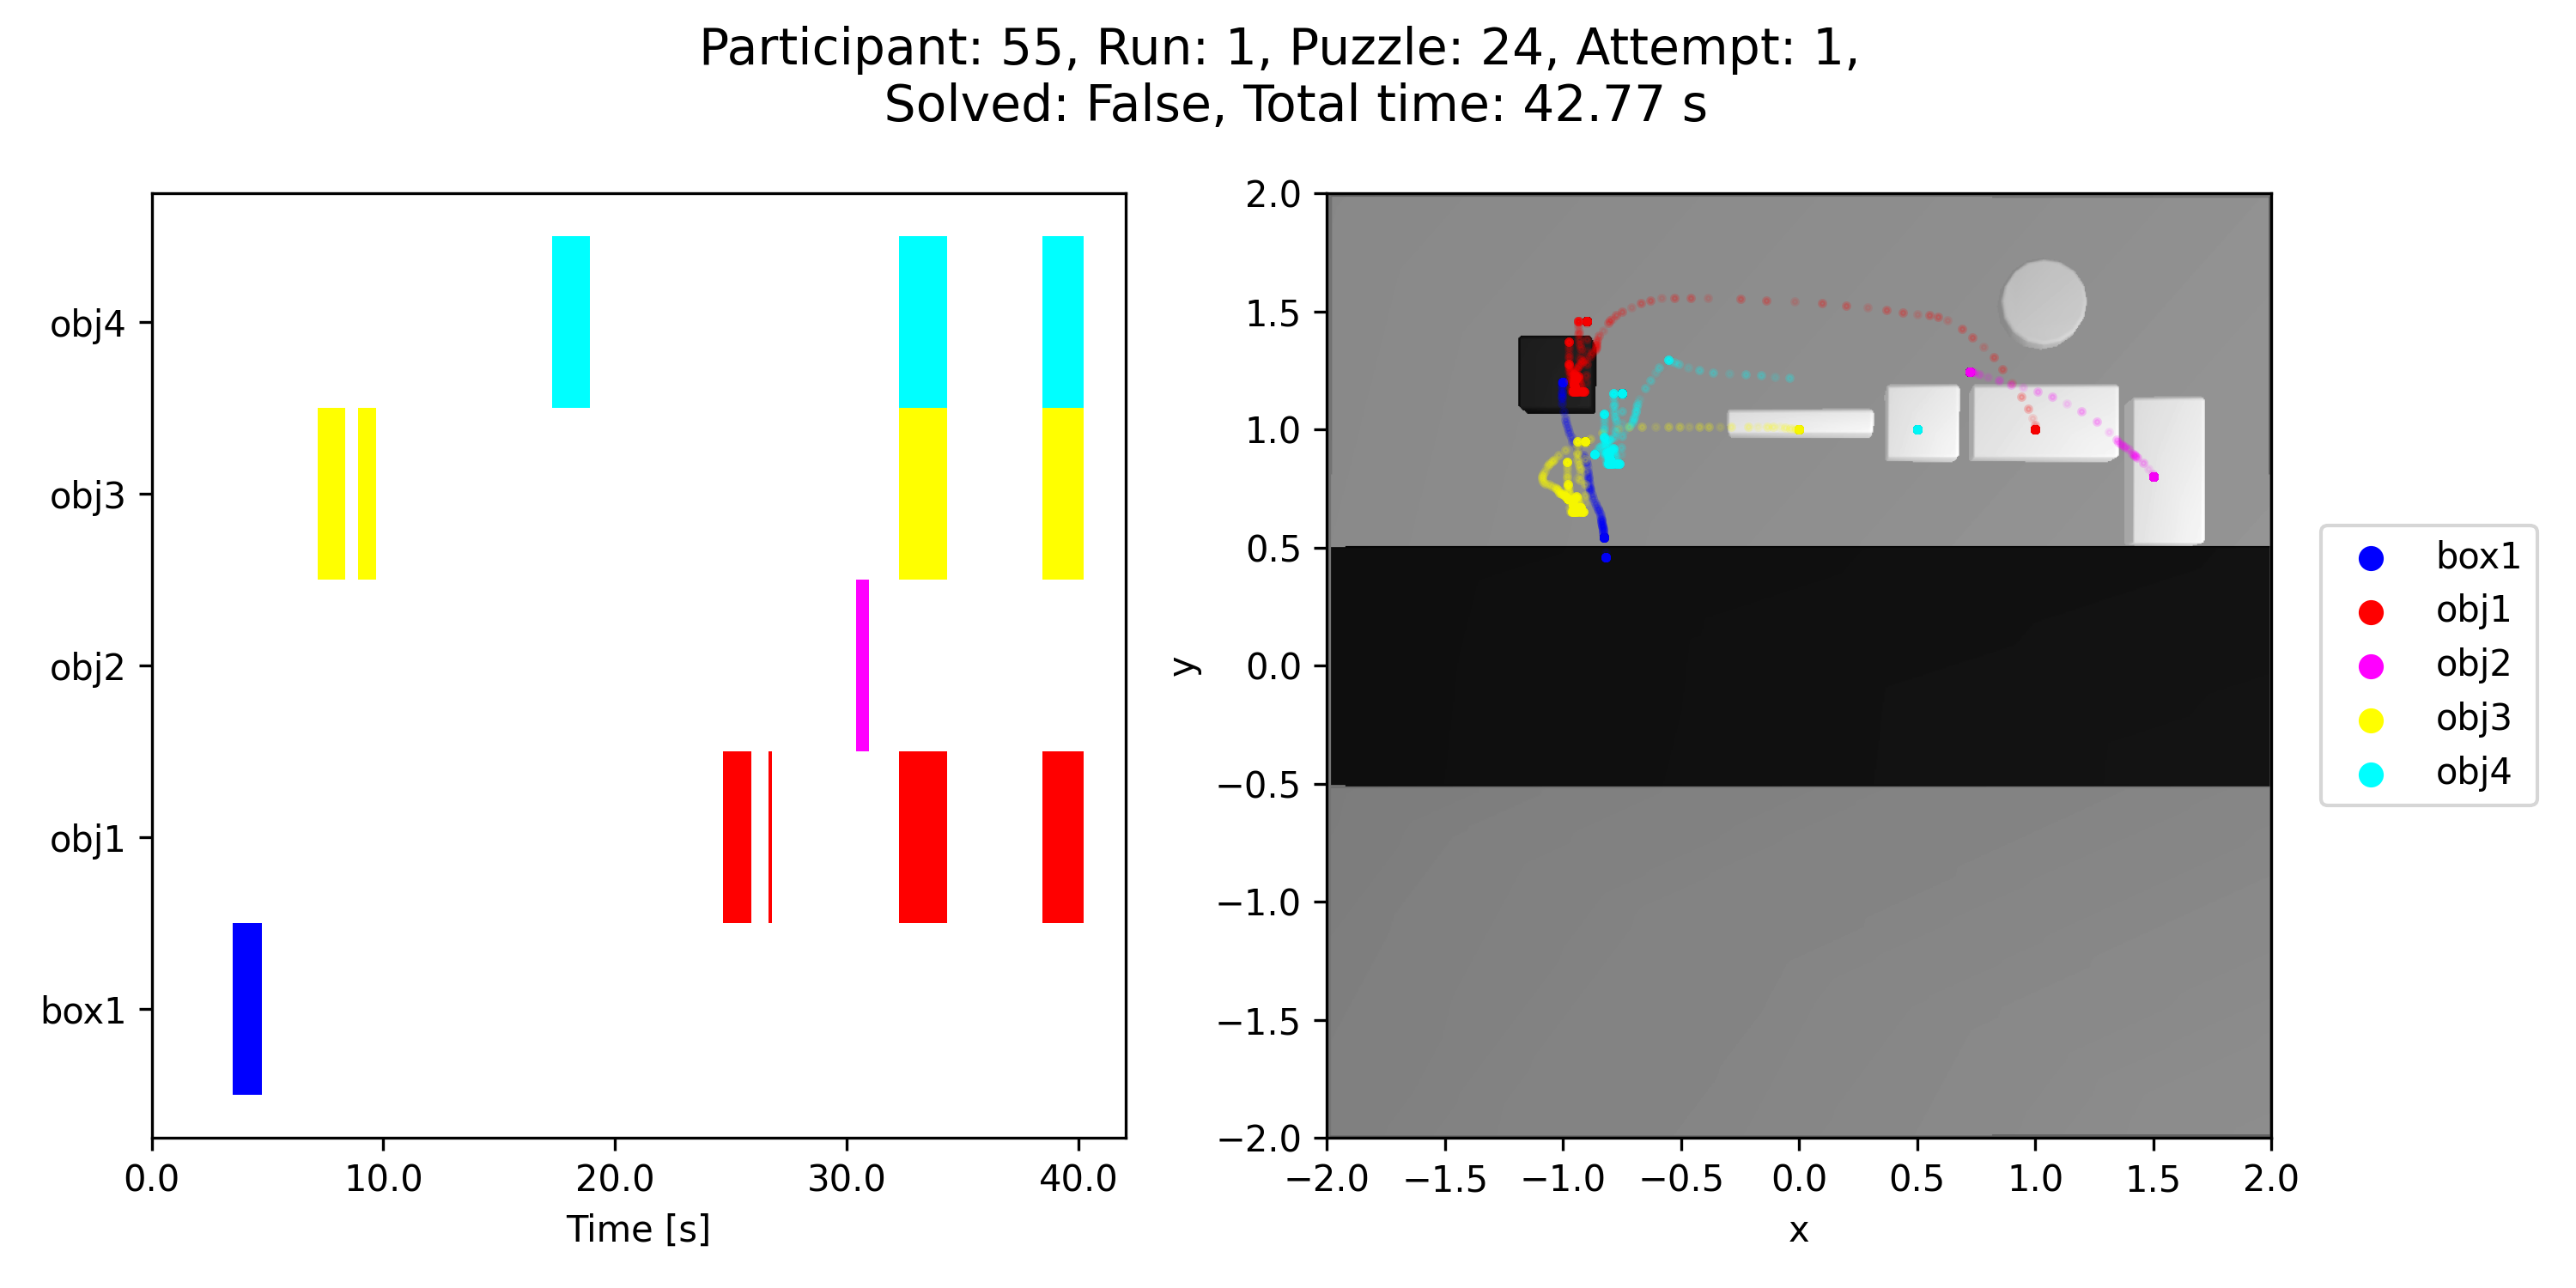 Participant: 55, Run: 1, Puzzle: 24, Attempt: 1,
Solved: False, Total time: 42.77 s
obj4
obj3
obj2
obj1
box1
0.0 10.0 20.0 30.0 40.0
Time [s]
2.0
1.5
1.0
0.5
0.0
−0.5
−1.0
−1.5
−2.0
y
−2.0 −1.5 −1.0 −0.5 0.0 0.5 1.0 1.5 2.0
x
box1
obj1
obj2
obj3
obj4